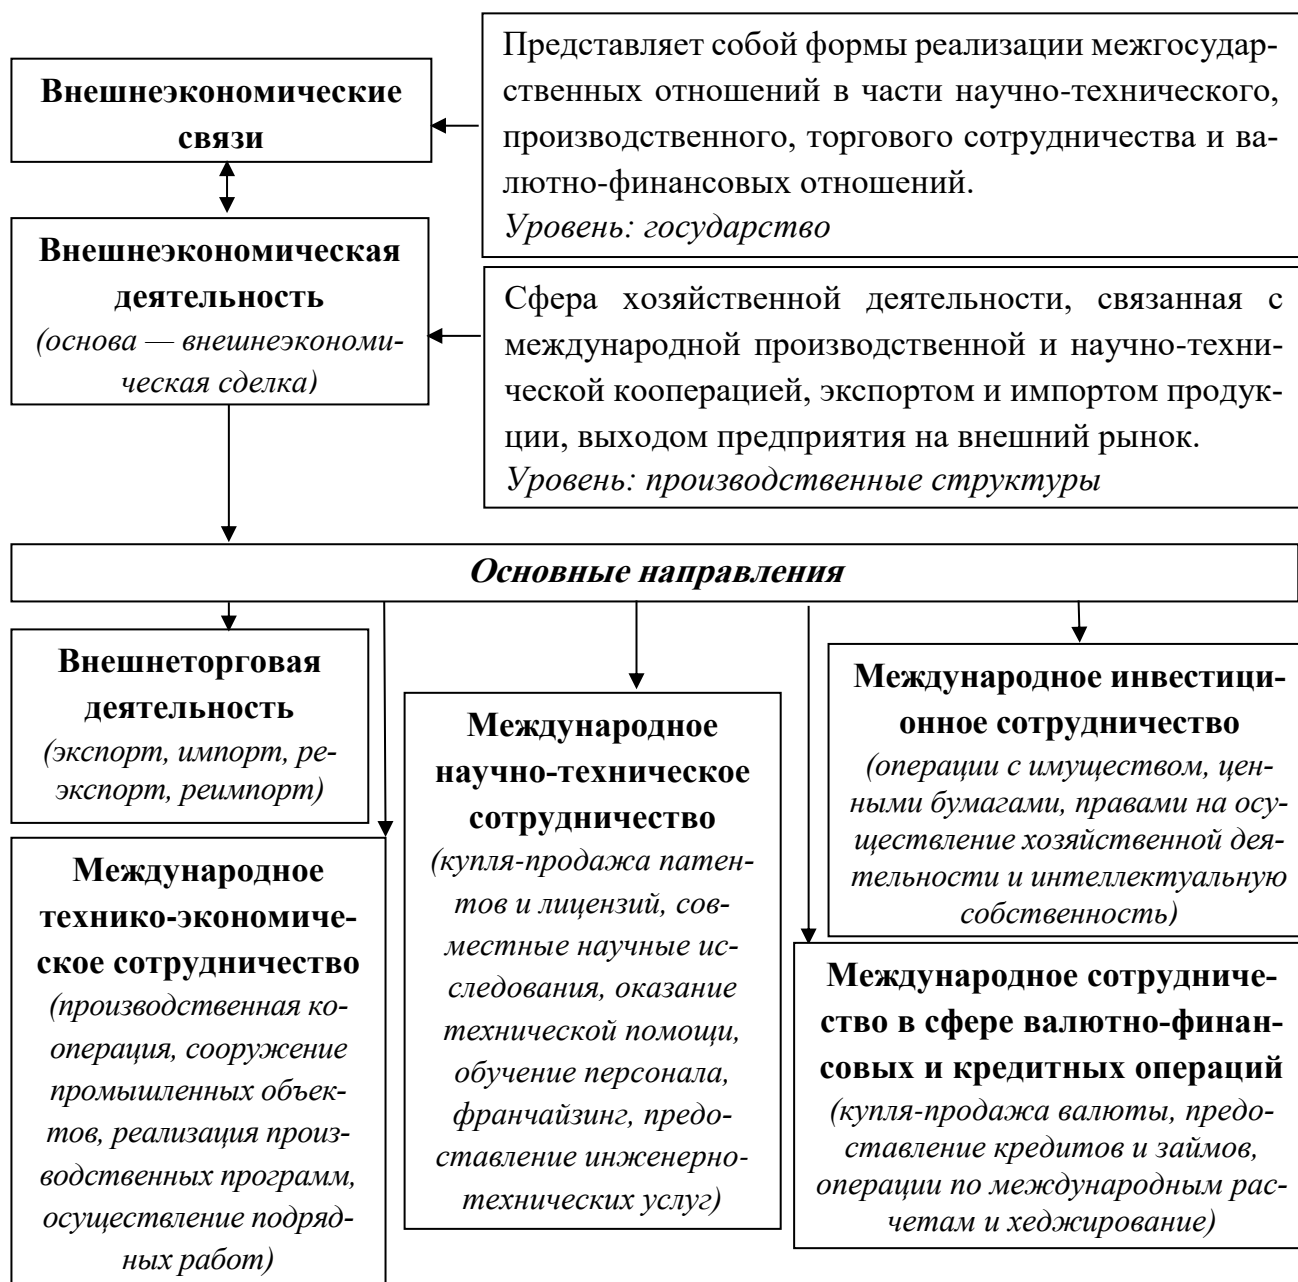 Внешнеэкономические
связи
Представляет собой формы реализации межгосудар-
ственных отношений в части научно-технического,
производственного, торгового сотрудничества и ва-
лютно-финансовых отношений.
Уровень: государство
Внешнеэкономическая
деятельность
(основа — внешнеэкономи-
ческая сделка)
Сфера хозяйственной деятельности, связанная с
международной производственной и научно-техни-
ческой кооперацией, экспортом и импортом продук-
ции, выходом предприятия на внешний рынок.
Уровень: производственные структуры
Основные направления
Внешнеторговая
деятельность
(экспорт, импорт, ре-
экспорт, реимпорт)
Международное
технико-экономиче-
ское сотрудничество
(производственная ко-
операция, сооружение
промышленных объек-
тов, реализация произ-
водственных программ,
осуществление подряд-
ных работ)
Международное
научно-техническое
сотрудничество
(купля-продажа патен-
тов и лицензий, сов-
местные научные ис-
следования, оказание
технической помощи,
обучение персонала,
франчайзинг, предо-
ставление инженерно-
технических услуг)
Международное инвестици-
онное сотрудничество
(операции с имуществом, цен-
ными бумагами, правами на осу-
ществление хозяйственной дея-
тельности и интеллектуальную
собственность)
Международное сотрудниче-
ство в сфере валютно-финан-
совых и кредитных операций
(купля-продажа валюты, предо-
ставление кредитов и займов,
операции по международным рас-
четам и хеджирование)